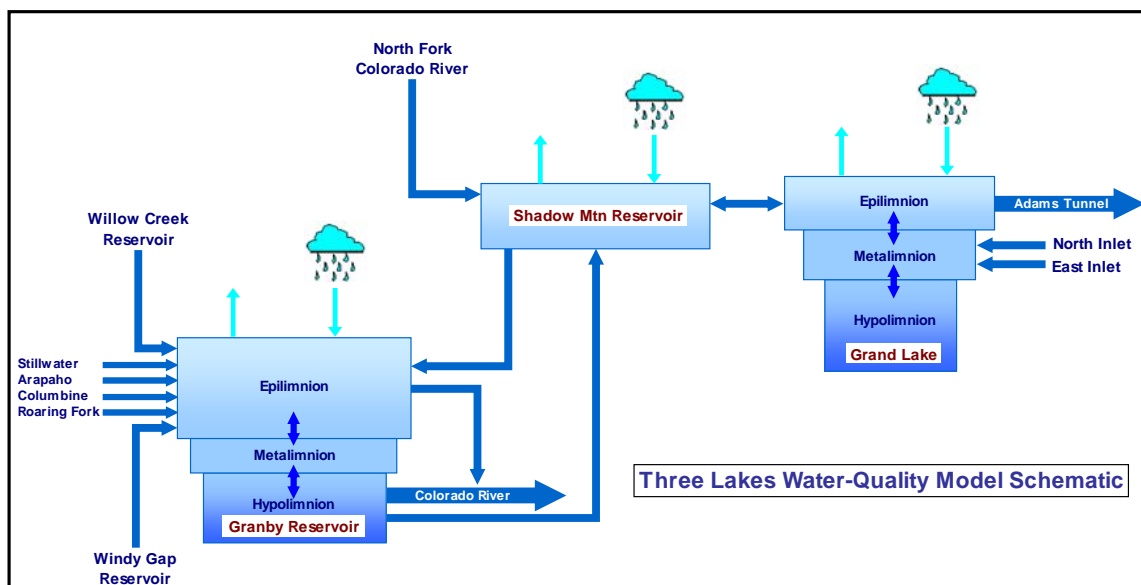 North Fork
Colorado River
Shadow Mtn Reservoir
Epilimnion
Adams Tunnel
Metalimnion
North Inlet
East Inlet
Hypolimnion
Grand Lake
Willow Creek
Reservoir
Stillwater
Arapaho
Columbine
Roaring Fork
Epilimnion
Metalimnion
Hypolimnion
Granby Reservoir
Colorado River
Windy Gap
Reservoir
Three Lakes Water-Quality Model Schematic